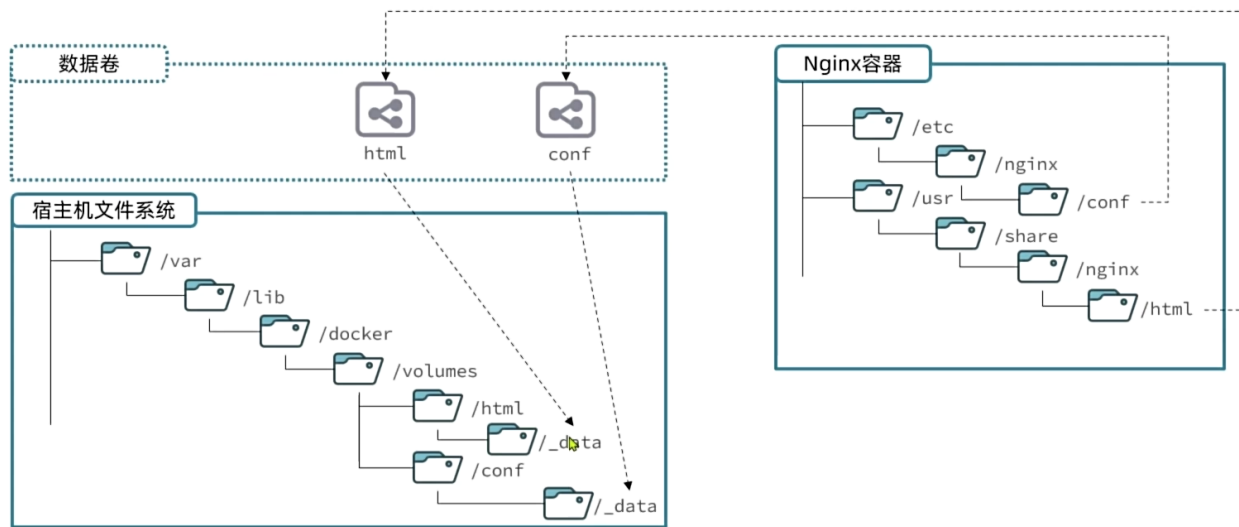 数据卷
html
conf
宿主机文件系统
/var
/lib
/docker
/volumes
/html
/_data
/conf
/_data
Nginx容器
/etc
/nginx
/conf
/usr
/share
/nginx
/html